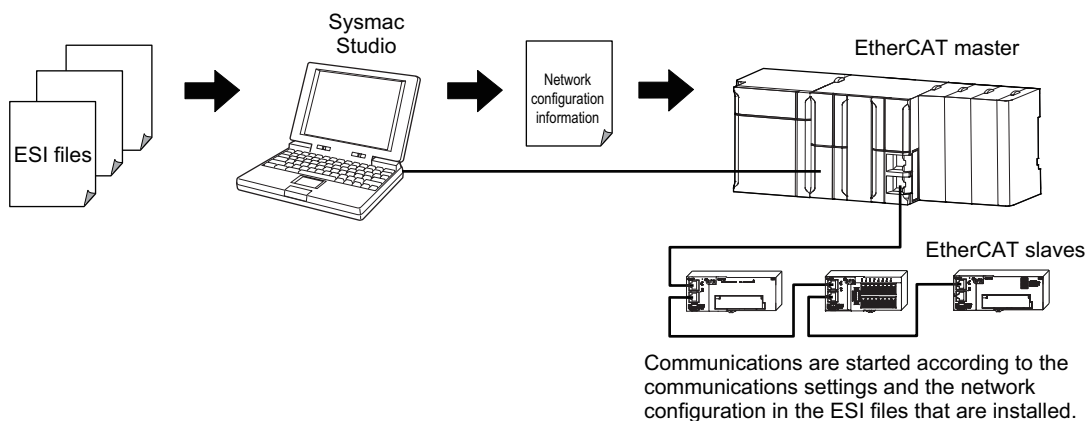 Sysmac
Studio
EtherCAT master
ESI files
Network
configuration
information
EtherCAT slaves
Communications are started according to the
communications settings and the network
configuration in the ESI files that are installed.